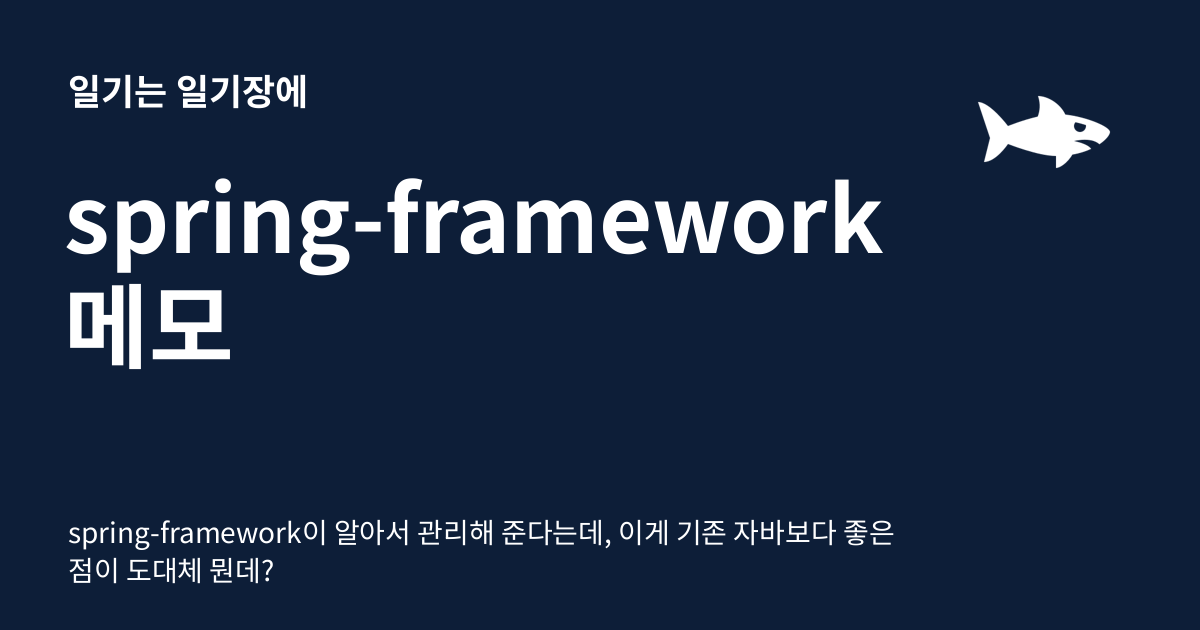 일기는 일기장에
spring-framework
메모
spring-framework이 알아서 관리해 준다는데, 이게 기존 자바보다 좋은
점이 도대체 뭔데?